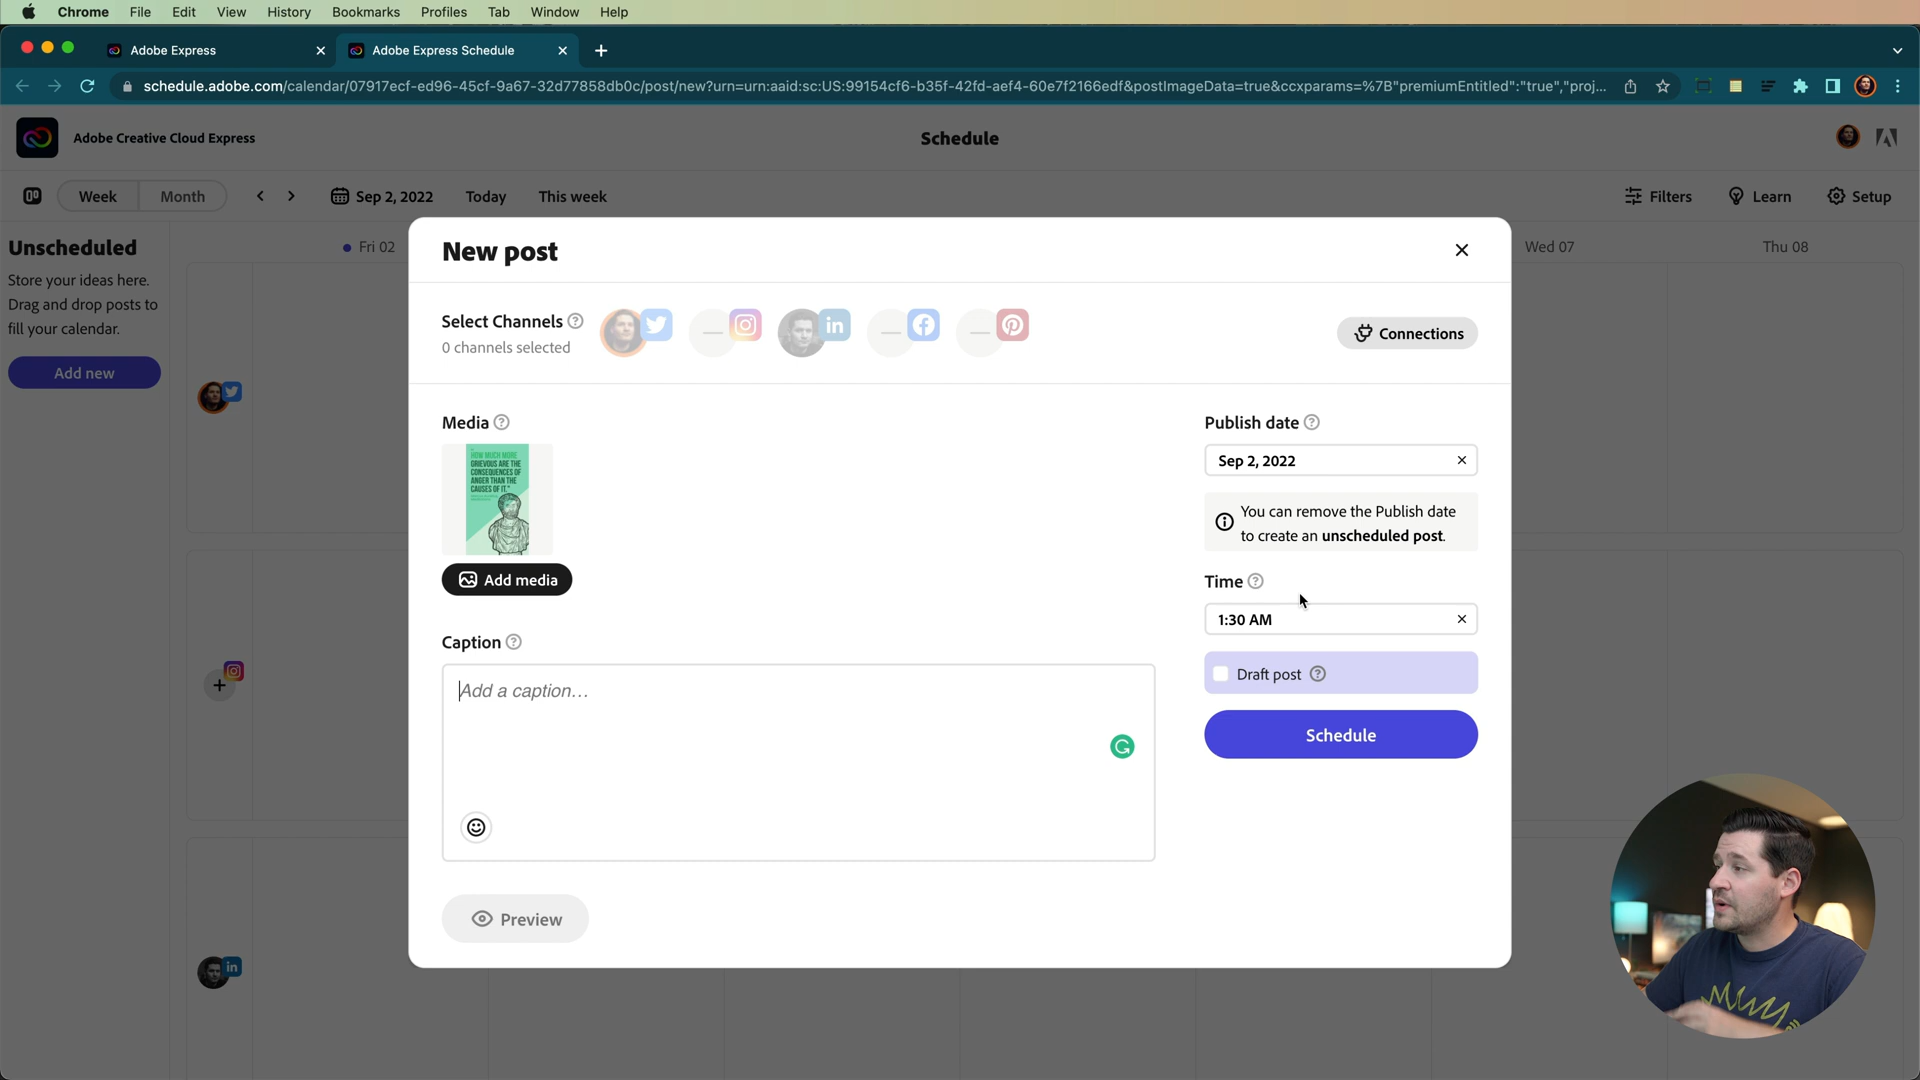 Chrome File Edit View History Bookmarks Profiles Tab Window Help
Adobe Express
Adobe Express Schedule
schedule.adobe.com/calendar/07917ecf-ed96-45cf-9a67-32d77858db0c/post/new?urn=urn:aaid:sc:US:99154cf6-b35f-42fd-aef4-60e7f2166edf&postImageData=true&ccxparams=%7B"premiumEntitled":"true","proj...
Adobe Creative Cloud Express
Schedule
Week Month Sep 2, 2022 Today This week Filters Learn Setup
Unscheduled
Store your ideas here.
Drag and drop posts to
fill your calendar.
Add new
Fri 02
Wed 07
Thu 08
New post
Select Channels
0 channels selected
Connections
Media
HOW MUCH MORE
GRIEVOUS ARE THE
CONSEQUENCES OF
ANGER THAN THE
CAUSES OF IT."
Add media
Caption
Add a caption...
Preview
Publish date
Sep 2, 2022
You can remove the Publish date
to create an unscheduled post.
Time
1:30 AM
Draft post
Schedule